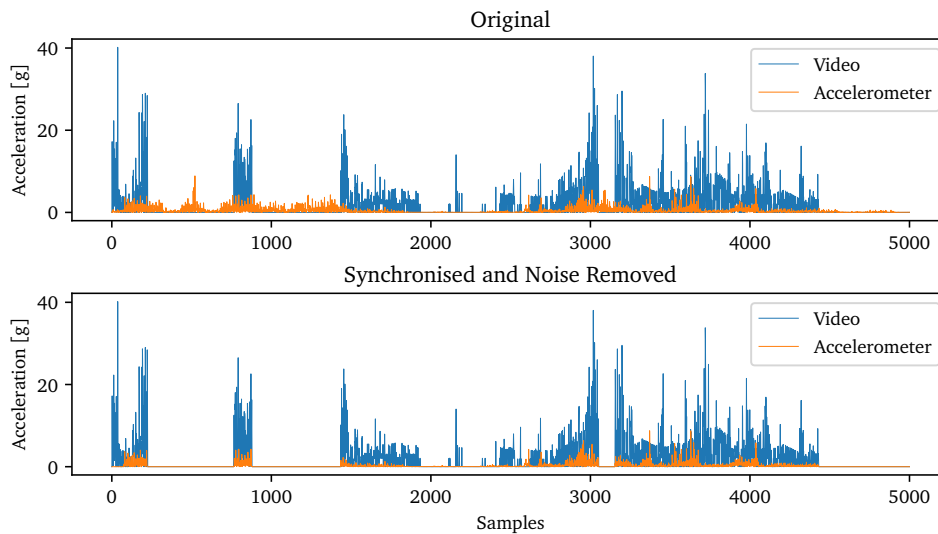 Original
Acceleration [g]
40
20
0
Video
Accelerometer
0
1000
2000
3000
4000
5000
Synchronised and Noise Removed
Acceleration [g]
40
20
0
Video
Accelerometer
0
1000
2000
3000
4000
5000
Samples